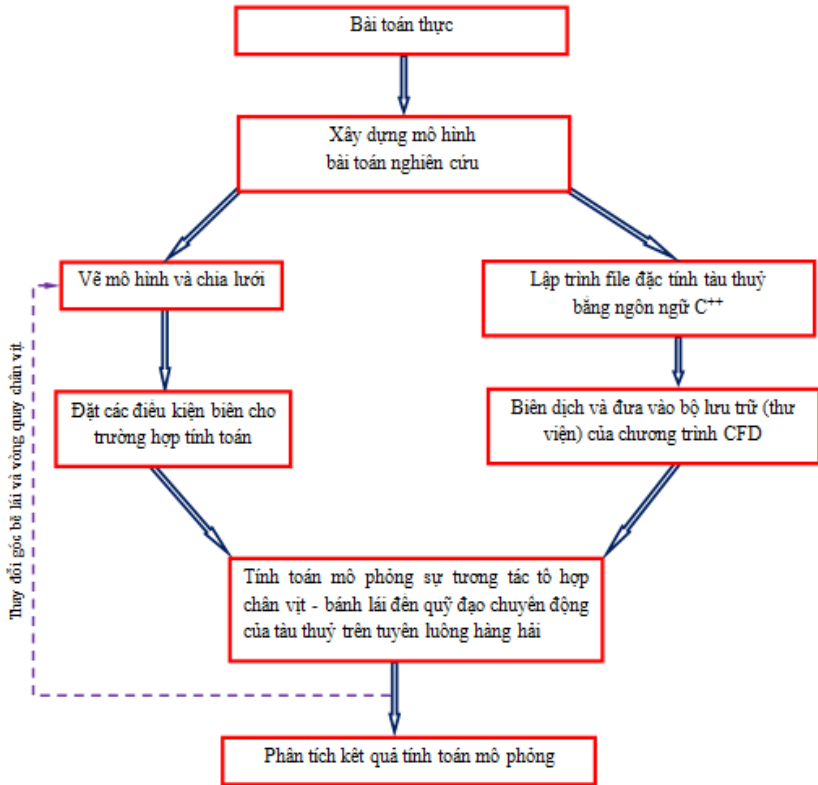 Bài toán thực
Xây dựng mô hình
bài toán nghiên cứu
Vẽ mô hình và chia lưới
Lập trình file đặc tính tàu thuỷ
bằng ngôn ngữ C++
Đặt các điều kiện biên cho
trường hợp tính toán
Biên dịch và đưa vào bộ lưu trữ (thư
viện) của chương trình CFD
Thay đổi góc bẻ lái và vòng quay chân vịt
Tính toán mô phỏng sự tương tác tổ hợp
chân vịt - bánh lái đến quỹ đạo chuyển động
của tàu thuỷ trên tuyến luồng hàng hải
Phân tích kết quả tính toán mô phỏng